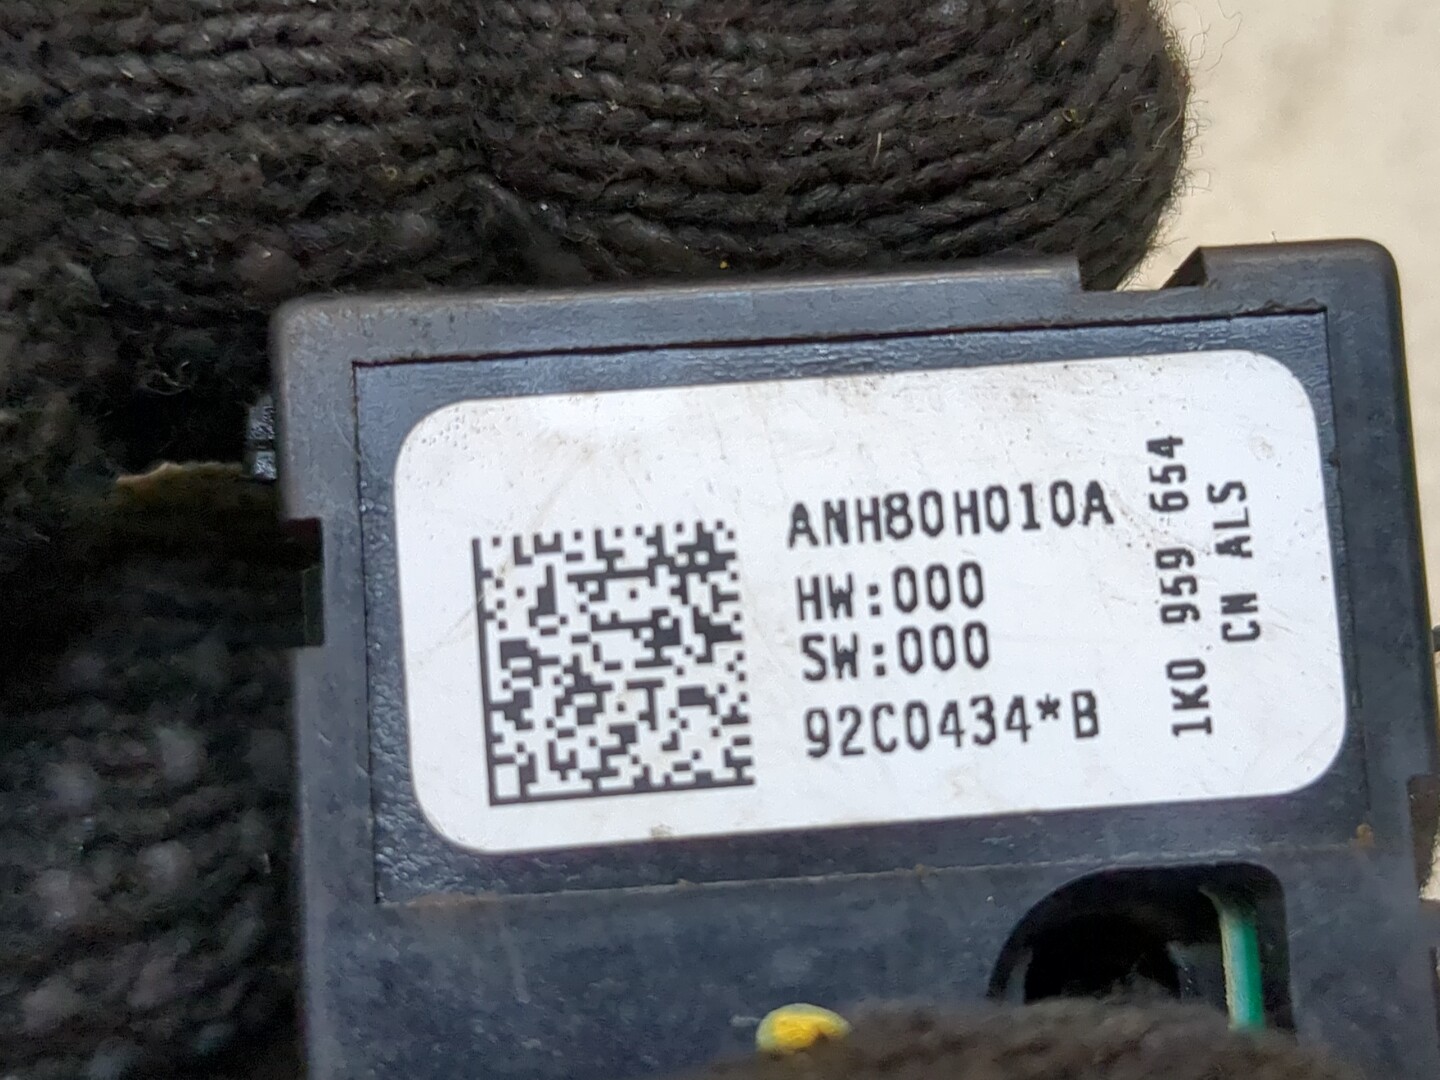 ANH80H010A
HW:000
SW:000
92C0434*B
1K0 959 654
CN ALS